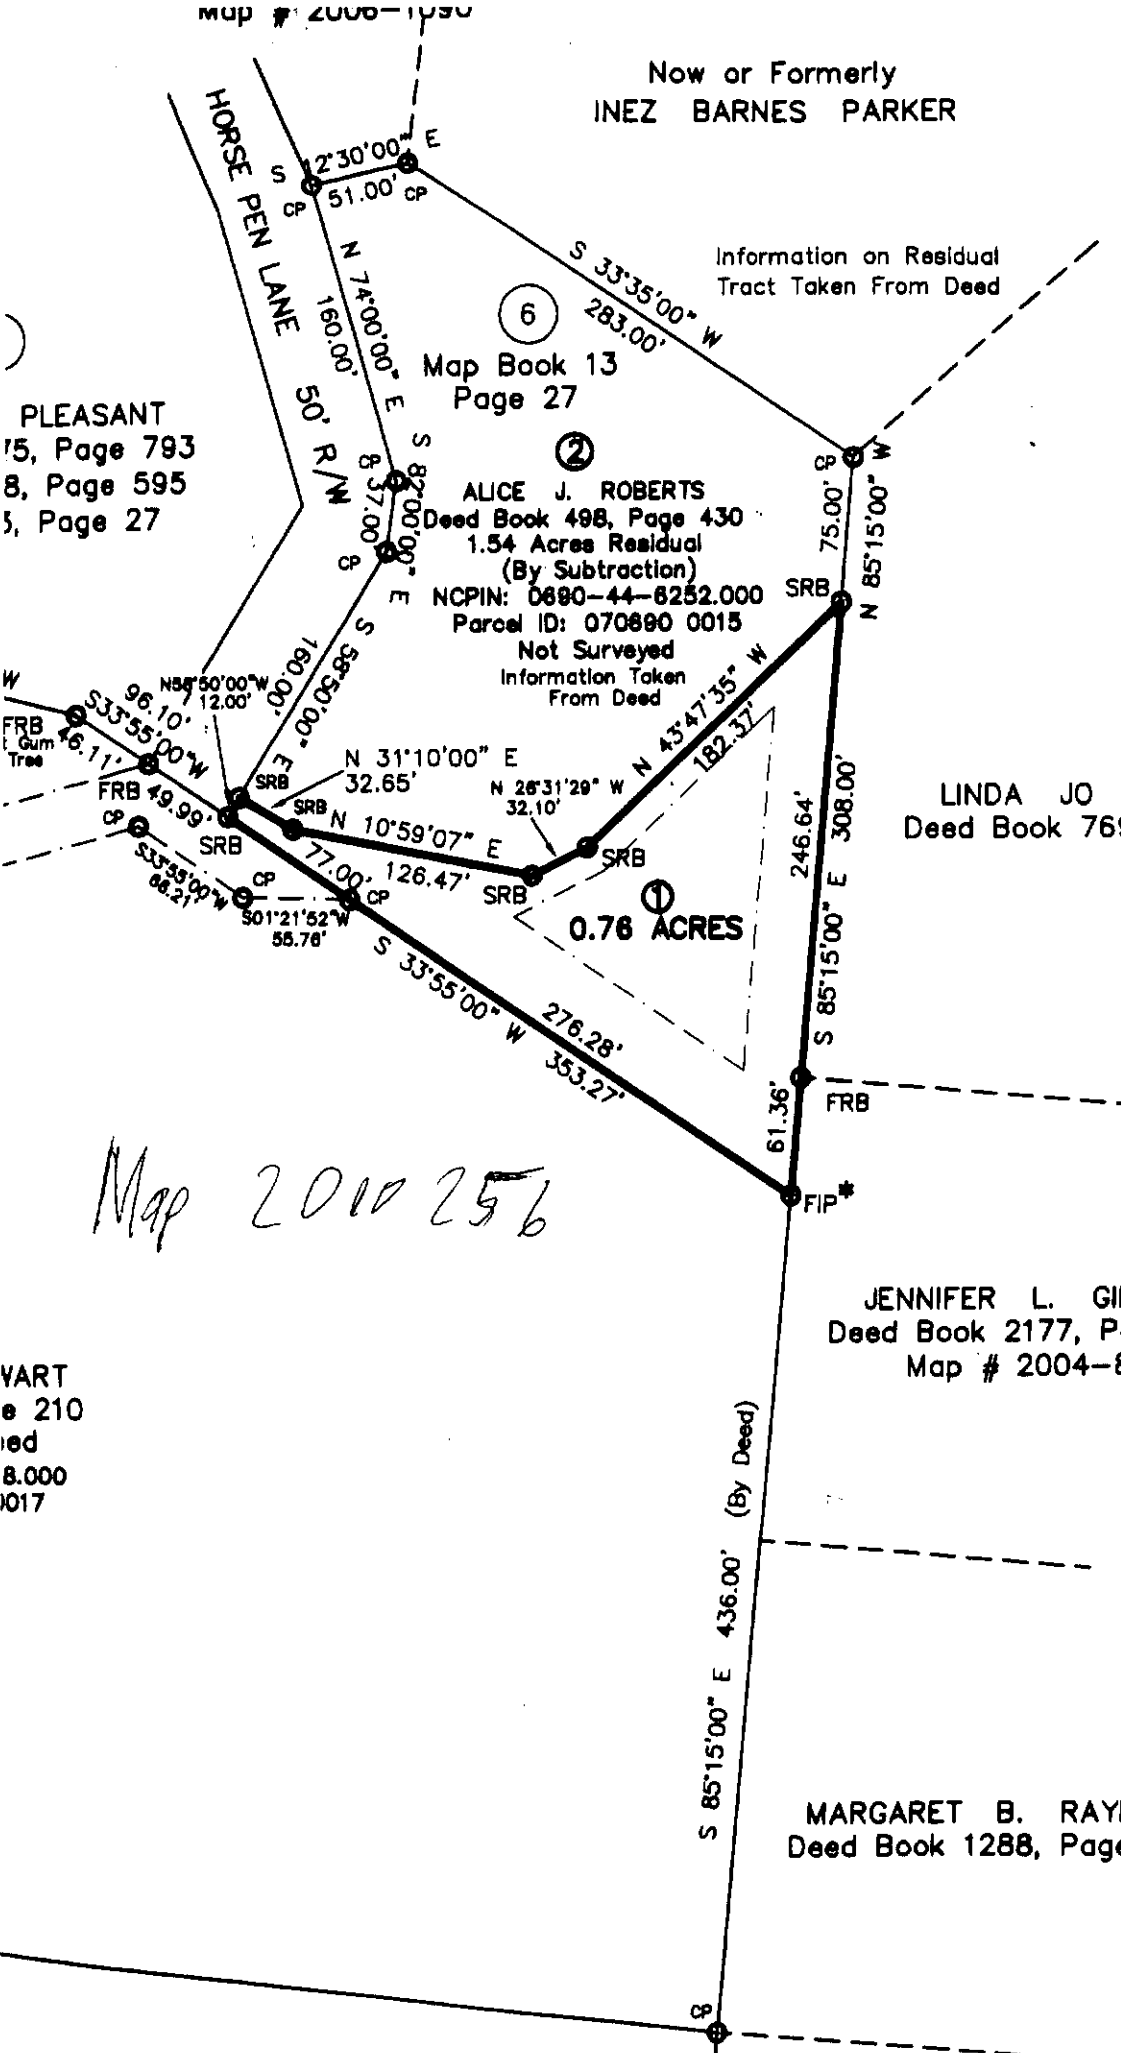 Map # 2006-1090
Now or Formerly
INEZ BARNES PARKER
HORSE PEN LANE 50' R/W
S 12°30'00" E
51.00'
CP
CP
N 74°00'00" E
160.00'
S 33°35'00" W
283.00'
Information on Residual
Tract Taken From Deed
6
Map Book 13
Page 27
PLEASANT
75, Page 793
8, Page 595
5, Page 27
2
ALICE J. ROBERTS
Deed Book 498, Page 430
1.54 Acres Residual
(By Subtraction)
NCPIN: 0690-44-6252.000
Parcel ID: 070690 0015
Not Surveyed
Information Taken
From Deed
CP
S 82°00'00" E
37.00'
CP
CP
N 85°15'00" W
75.00'
SRB
S 58°50'00" E
160.00'
N58°50'00"W
12.00'
W
FRB
Gum
Tree
96.10'
S33°55'00"W
46.11'
FRB
49.99'
SRB
SRB
N 31°10'00" E
32.65'
SRB
N 10°59'07" E
126.47'
SRB
N 26°31'29" W
32.10'
SRB
N 43°47'35" W
182.37'
CP
S33°55'00"W
66.21'
CP
S01°21'52"W
55.76'
77.00'
CP
1
0.76 ACRES
246.64'
S 85°15'00" E 308.00'
LINDA JO
Deed Book 769
S 33°55'00" W
276.28'
353.27'
61.36'
FRB
FIP*
Map 2010 256
JENNIFER L. GI
Deed Book 2177, P
Map # 2004-8
WART
e 210
ed
8.000
0017
S 85°15'00" E 436.00' (By Deed)
MARGARET B. RAY
Deed Book 1288, Page
CP